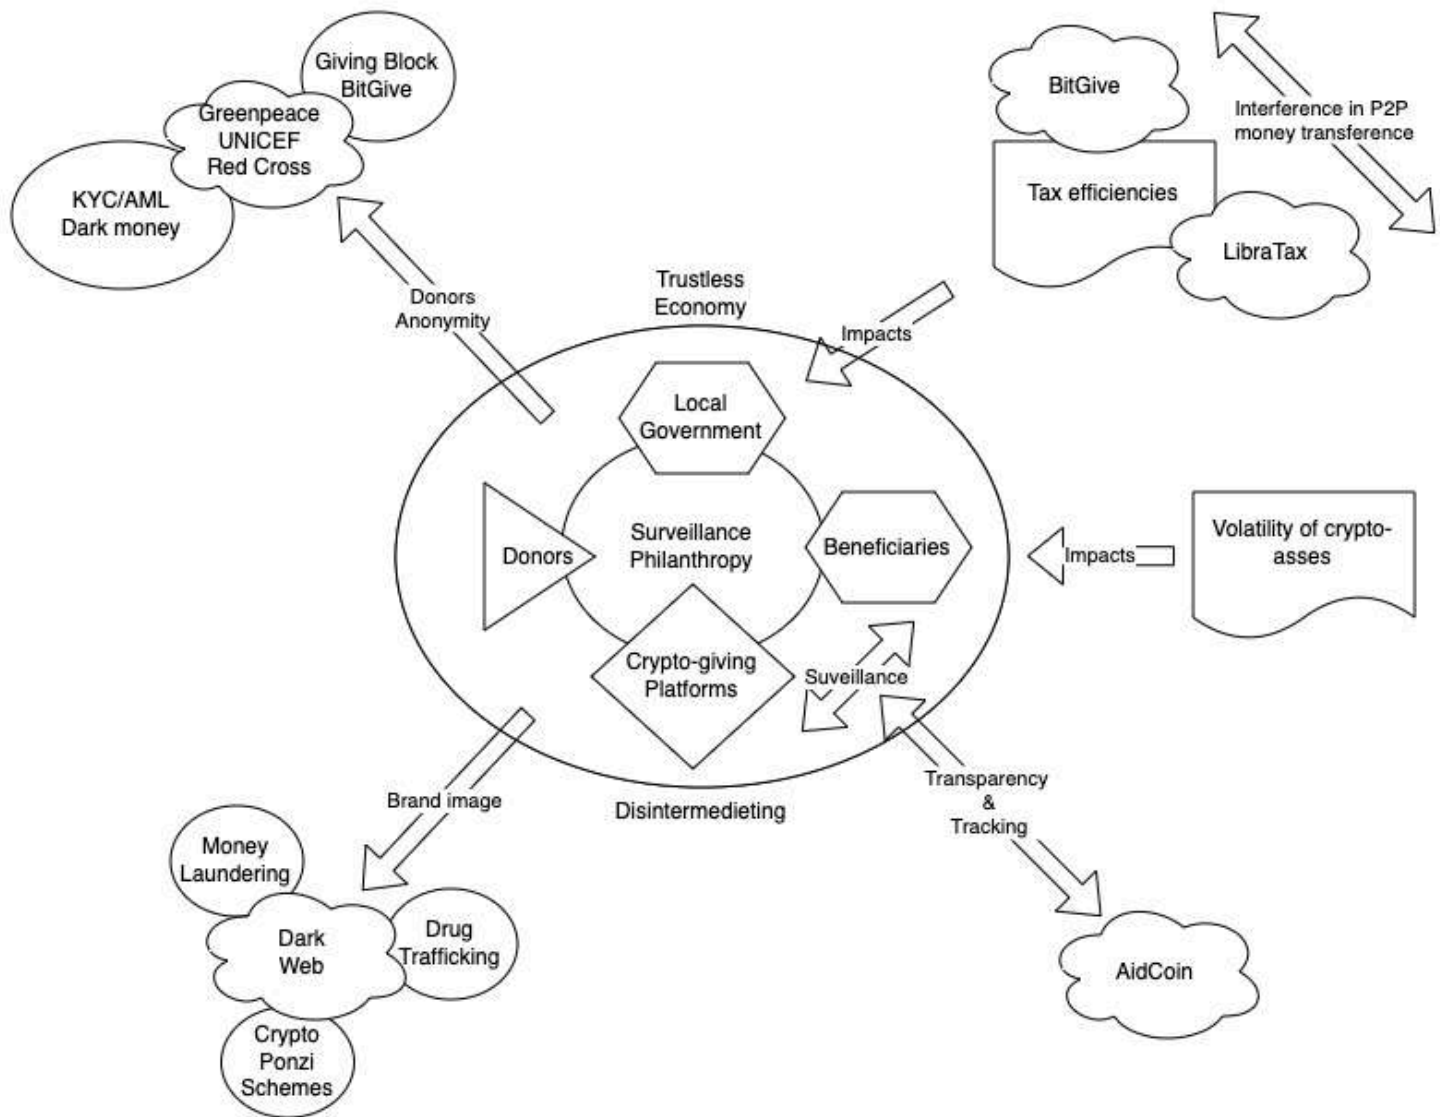 Giving Block
BitGive
Greenpeace
UNICEF
Red Cross
KYC/AML
Dark money
Donors
Anonymity
BitGive
Interference in P2P
money transference
Tax efficiencies
LibraTax
Trustless
Economy
Impacts
Local
Government
Surveillance
Philanthropy
Donors
Beneficiaries
Crypto-giving
Platforms
Suveillance
Impacts
Volatility of crypto-
asses
Brand image
Disintermedieting
Transparency
&
Tracking
Money
Laundering
Dark
Web
Drug
Trafficking
Crypto
Ponzi
Schemes
AidCoin